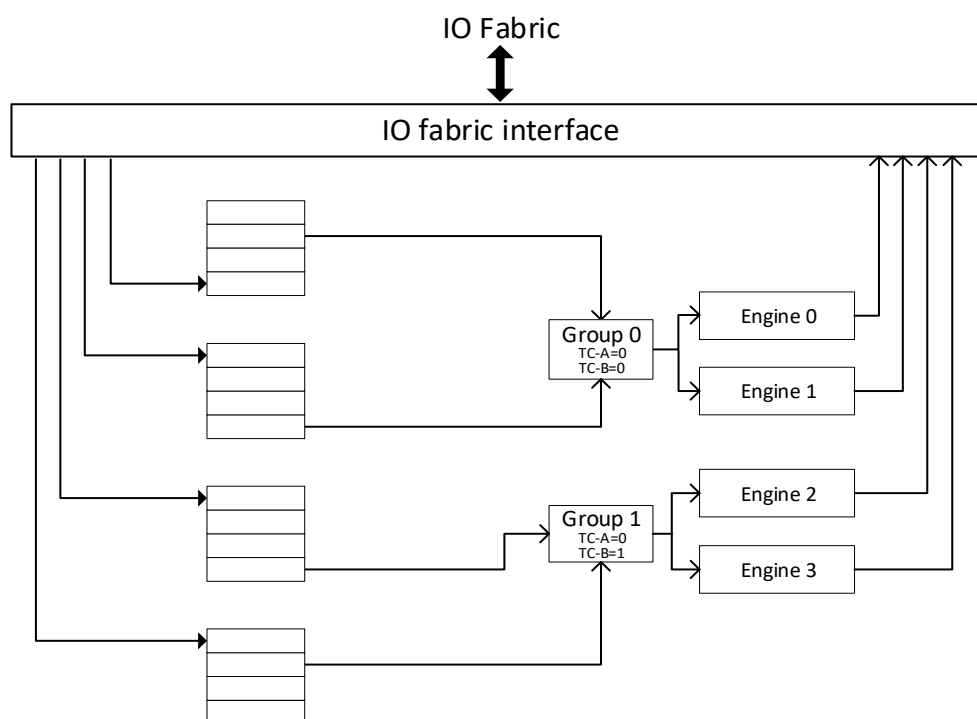 IO Fabric
IO fabric interface
Group 0
TC-A=0
TC-B=0
Engine 0
Engine 1
Group 1
TC-A=0
TC-B=1
Engine 2
Engine 3